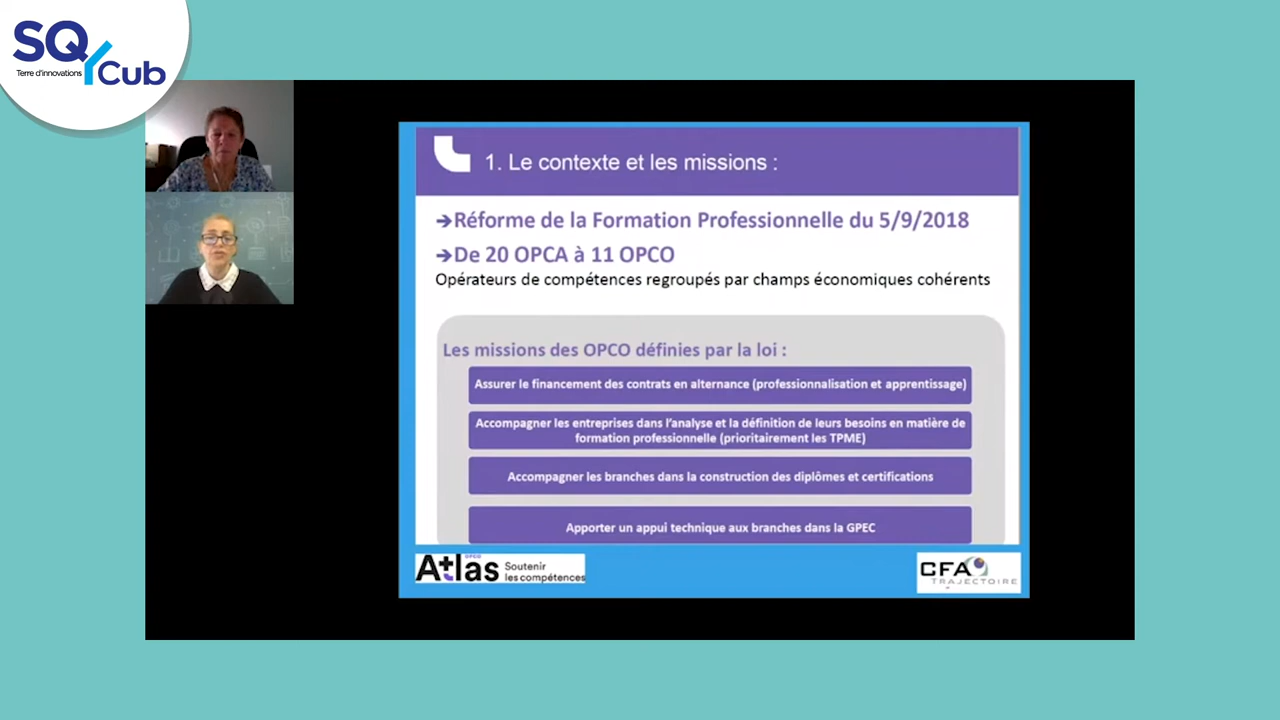 SQY Cub
Terre d'innovations
1. Le contexte et les missions :
➔Réforme de la Formation Professionnelle du 5/9/2018
➔De 20 OPCA à 11 OPCO
Opérateurs de compétences regroupés par champs économiques cohérents
Les missions des OPCO définies par la loi :
Assurer le financement des contrats en alternance (professionnalisation et apprentissage)
Accompagner les entreprises dans l'analyse et la définition de leurs besoins en matière de
formation professionnelle (prioritairement les TPME)
Accompagner les branches dans la construction des diplômes et certifications
Apporter un appui technique aux branches dans la GPEC
OPCO
Atlas
Soutenir
les compétences
CFA
TRAJECTOIRE